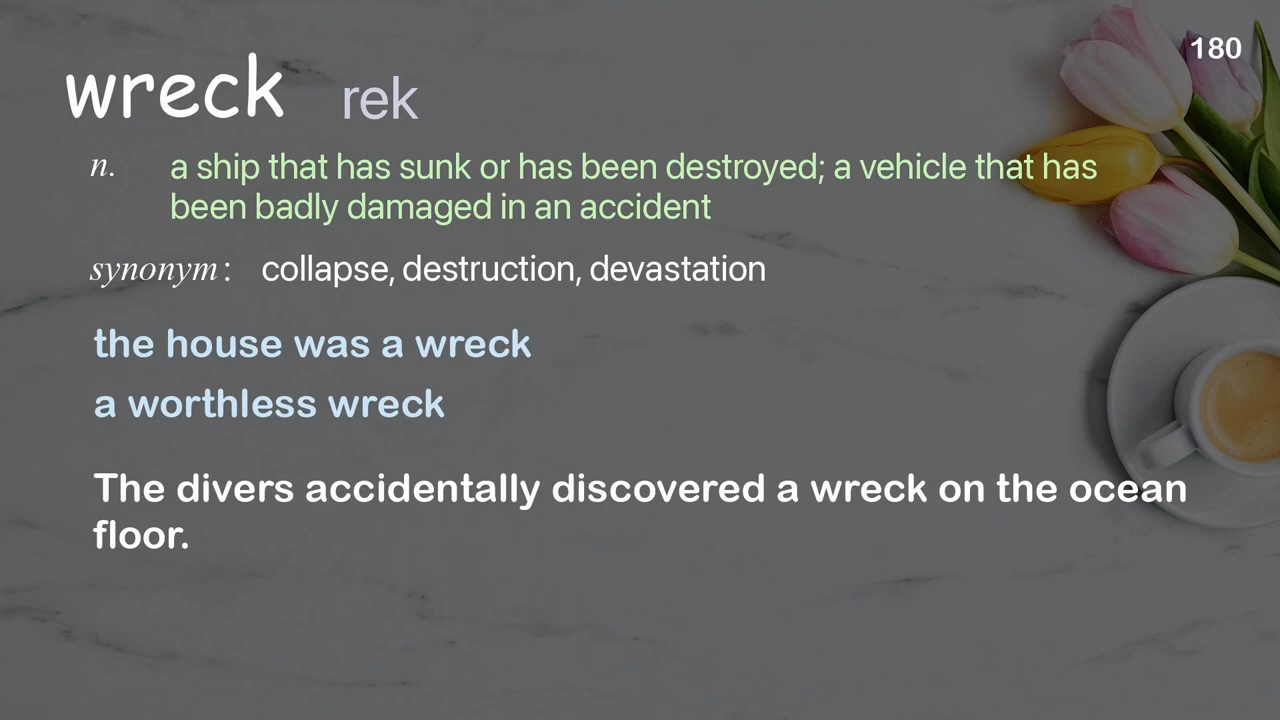 180
wreck rek
n. a ship that has sunk or has been destroyed; a vehicle that has
been badly damaged in an accident
synonym: collapse, destruction, devastation
the house was a wreck
a worthless wreck
The divers accidentally discovered a wreck on the ocean
floor.